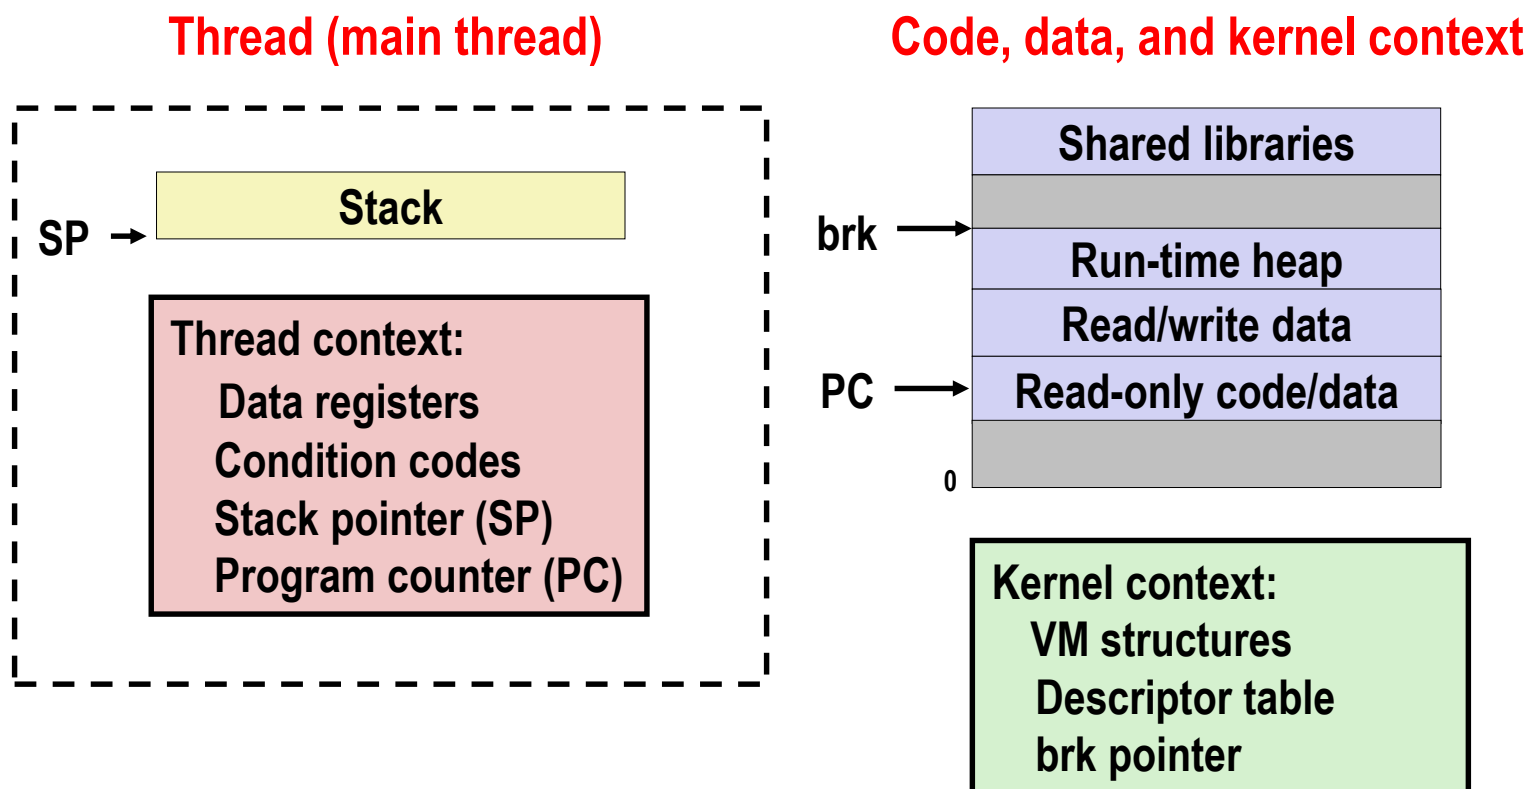 Thread (main thread)
Stack
SP
Thread context:
Data registers
Condition codes
Stack pointer (SP)
Program counter (PC)
Code, data, and kernel context
Shared libraries
brk
Run-time heap
Read/write data
PC
Read-only code/data
0
Kernel context:
VM structures
Descriptor table
brk pointer